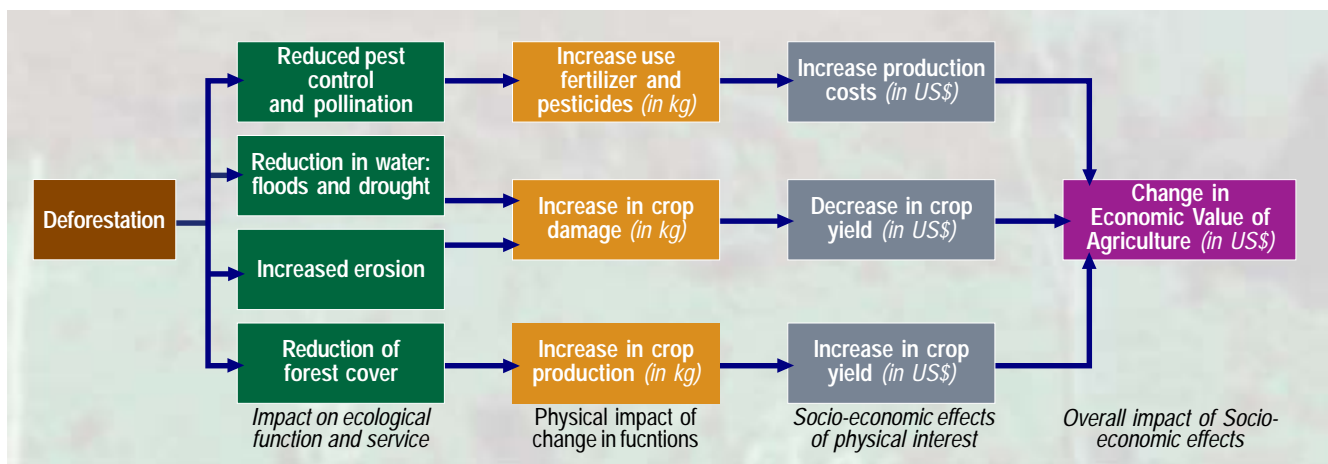 Reduced pest
control
and pollination
Increase use
fertilizer and
pesticides (in kg)
Increase production
costs (in US$)
Reduction in water:
floods and drought
Deforestation
Increase in crop
damage (in kg)
Decrease in crop
yield (in US$)
Change in
Economic Value of
Agriculture (in US$)
Increased erosion
Reduction of
forest cover
Increase in crop
production (in kg)
Increase in crop
yield (in US$)
Impact on ecological
function and service
Physical impact of
change in fucntions
Socio-economic effects
of physical interest
Overall impact of Socio-
economic effects